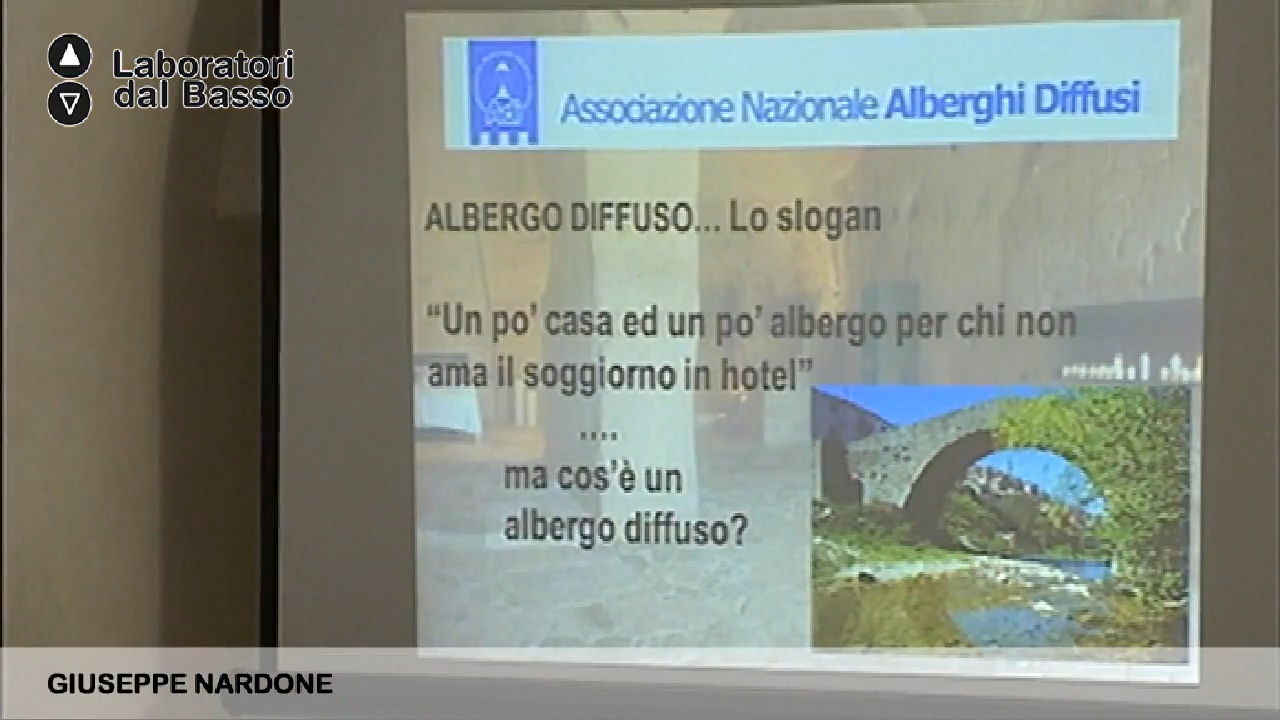 Laboratori
dal Basso
Associazione Nazionale Alberghi Diffusi
ALBERGO DIFFUSO... Lo slogan
“Un po’ casa ed un po’ albergo per chi non
ama il soggiorno in hotel”
....
ma cos’è un
albergo diffuso?
GIUSEPPE NARDONE